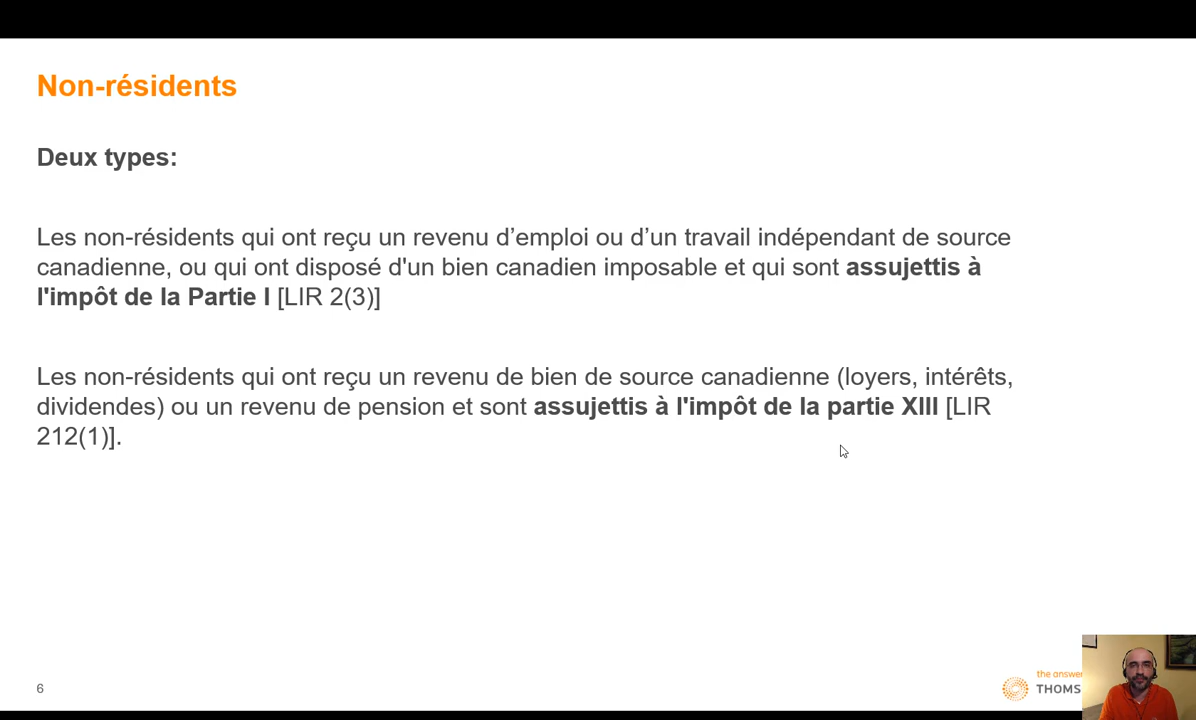 Non-résidents
Deux types:
Les non-résidents qui ont reçu un revenu d’emploi ou d’un travail indépendant de source
canadienne, ou qui ont disposé d'un bien canadien imposable et qui sont assujettis à
l'impôt de la Partie I [LIR 2(3)]
Les non-résidents qui ont reçu un revenu de bien de source canadienne (loyers, intérêts,
dividendes) ou un revenu de pension et sont assujettis à l'impôt de la partie XIII [LIR
212(1)].
6
the answer
THOMS